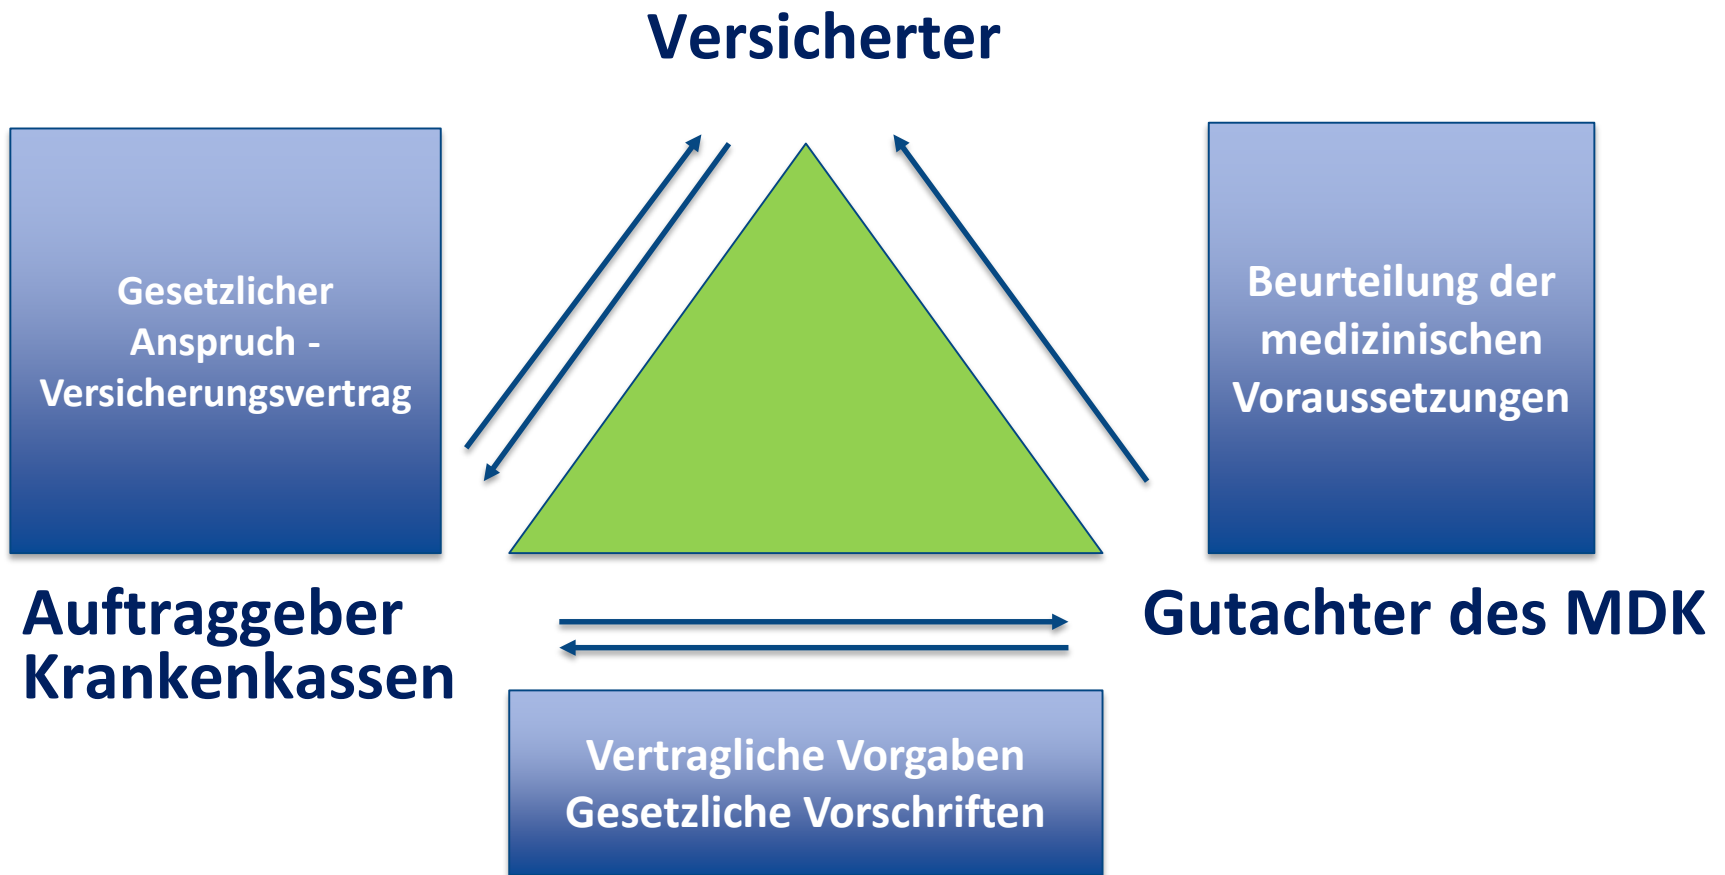 Versicherter
Gesetzlicher
Anspruch -
Versicherungsvertrag
Beurteilung der
medizinischen
Voraussetzungen
Auftraggeber
Krankenkassen
Gutachter des MDK
Vertragliche Vorgaben
Gesetzliche Vorschriften